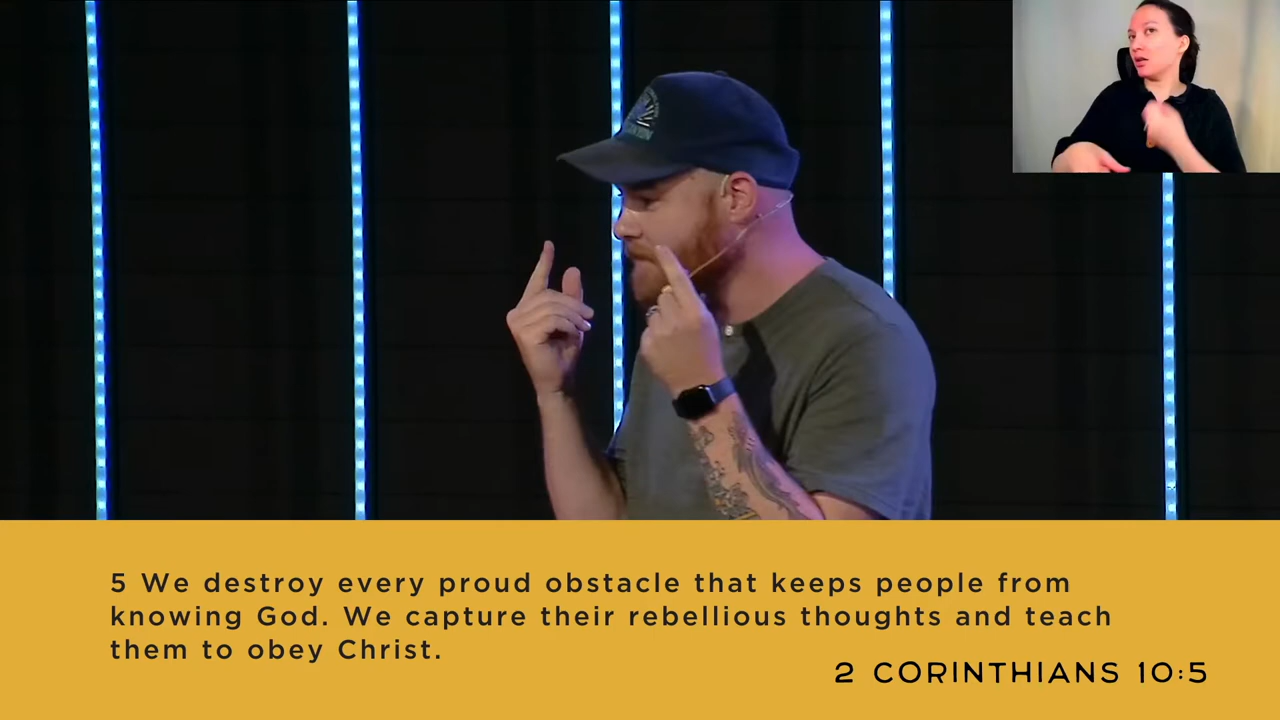 5 We destroy every proud obstacle that keeps people from
knowing God. We capture their rebellious thoughts and teach
them to obey Christ.
2 CORINTHIANS 10:5